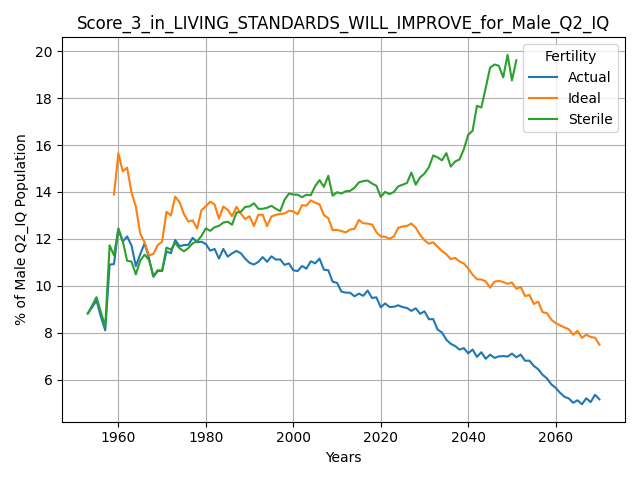 Score_3_in_LIVING_STANDARDS_WILL_IMPROVE_for_Male_Q2_IQ
% of Male Q2_IQ Population
20
18
16
14
12
10
8
6
Fertility
Actual
Ideal
Sterile
1960 1980 2000 2020 2040 2060
Years